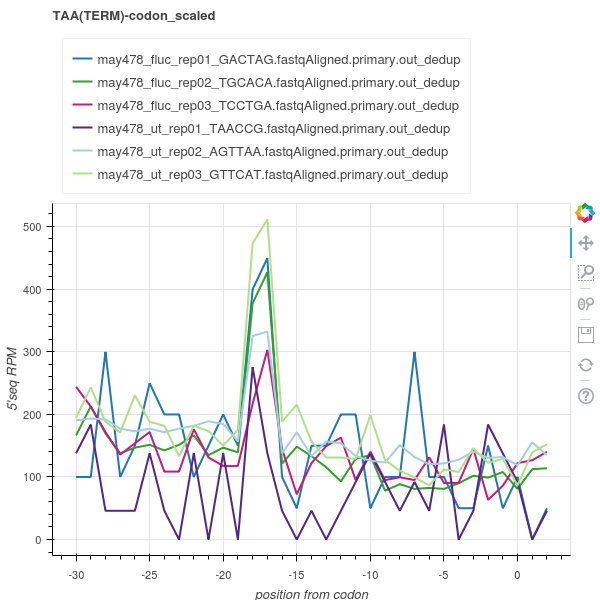 TAA(TERM)-codon_scaled
may478_fluc_rep01_GACTAG.fastqAligned.primary.out_dedup
may478_fluc_rep02_TGCACA.fastqAligned.primary.out_dedup
may478_fluc_rep03_TCCTGA.fastqAligned.primary.out_dedup
may478_ut_rep01_TAACCG.fastqAligned.primary.out_dedup
may478_ut_rep02_AGTTAA.fastqAligned.primary.out_dedup
may478_ut_rep03_GTTCAT.fastqAligned.primary.out_dedup
5'seq RPM
500
400
300
200
100
0
-30 -25 -20 -15 -10 -5 0
position from codon